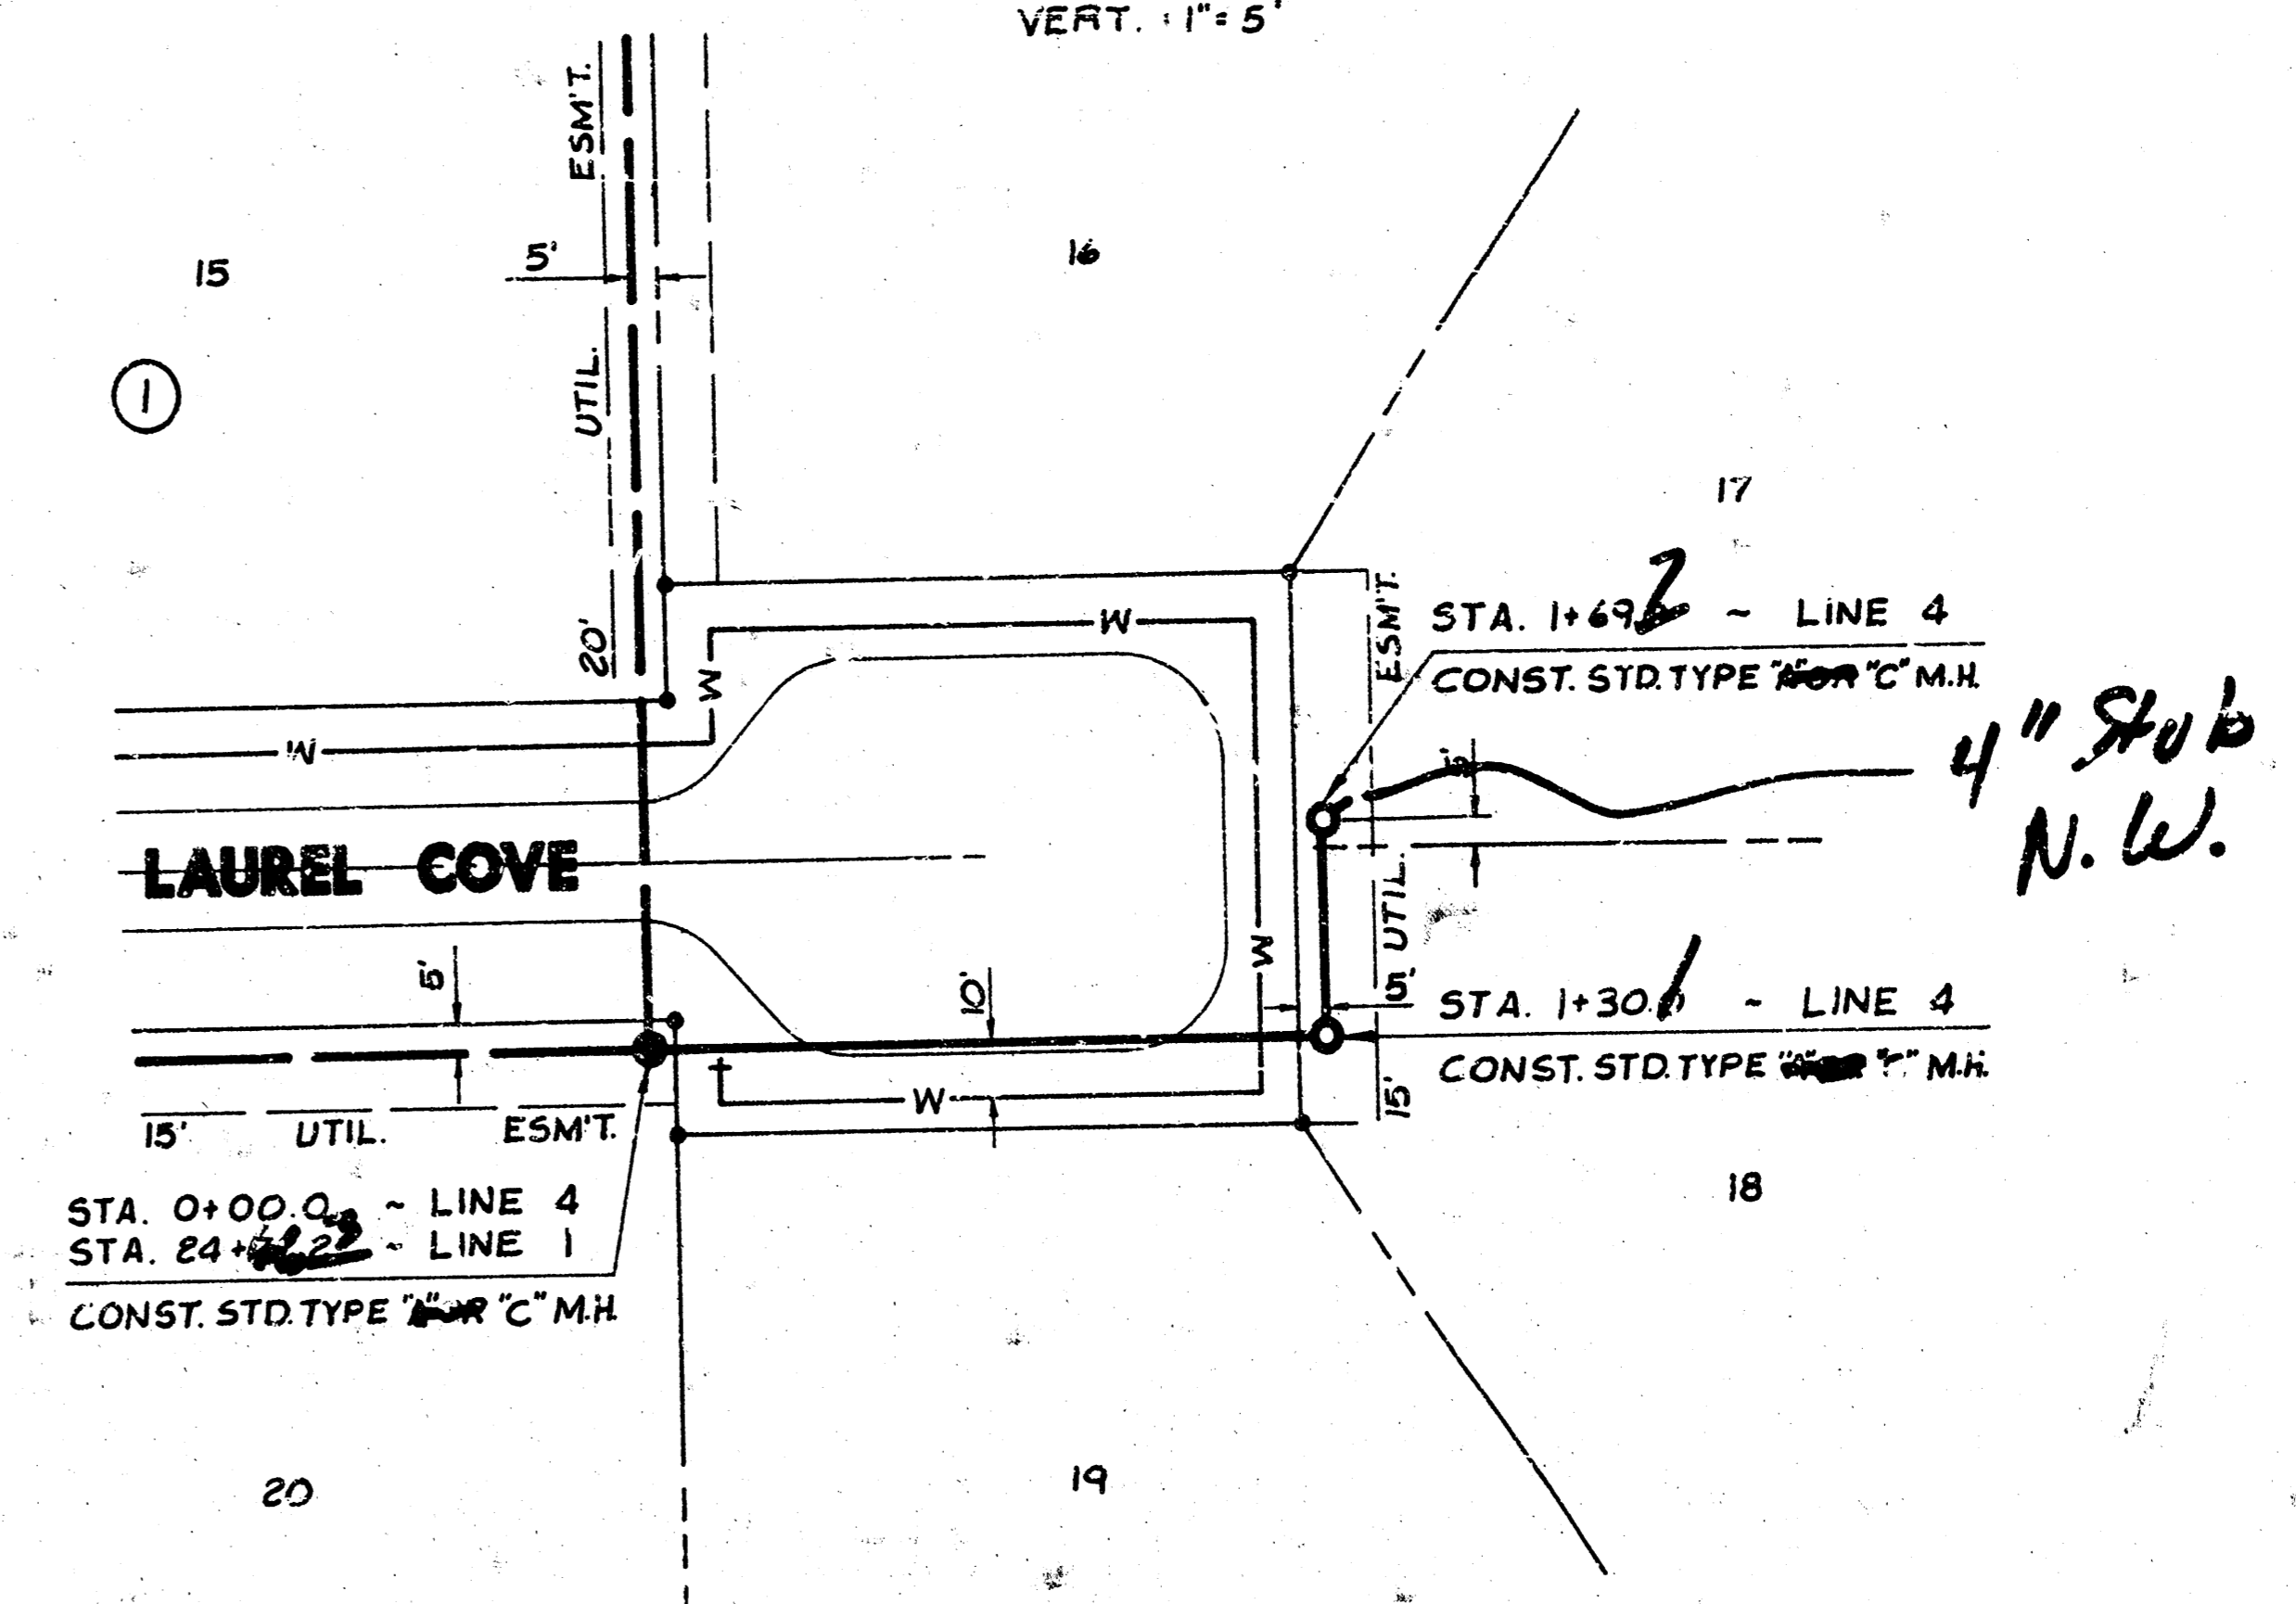 VERT. : 1"= 5'
ESM'T.
5'
15
16
UTIL.
1
17
20'
W
ESM'T.
STA. 1+69. 2 ~ LINE 4
CONST. STD. TYPE "C" M.H.
W
W
4" Stub
N.W.
5'
LAUREL COVE
UTIL.
W
5'
10'
5'
STA. 1+30.1 ~ LINE 4
CONST. STD. TYPE M.H.
15'
W
15' UTIL. ESM'T.
18
STA. 0+00.0 ~ LINE 4
STA. 24+ ~ LINE 1
CONST. STD. TYPE "C" M.H.
20
19